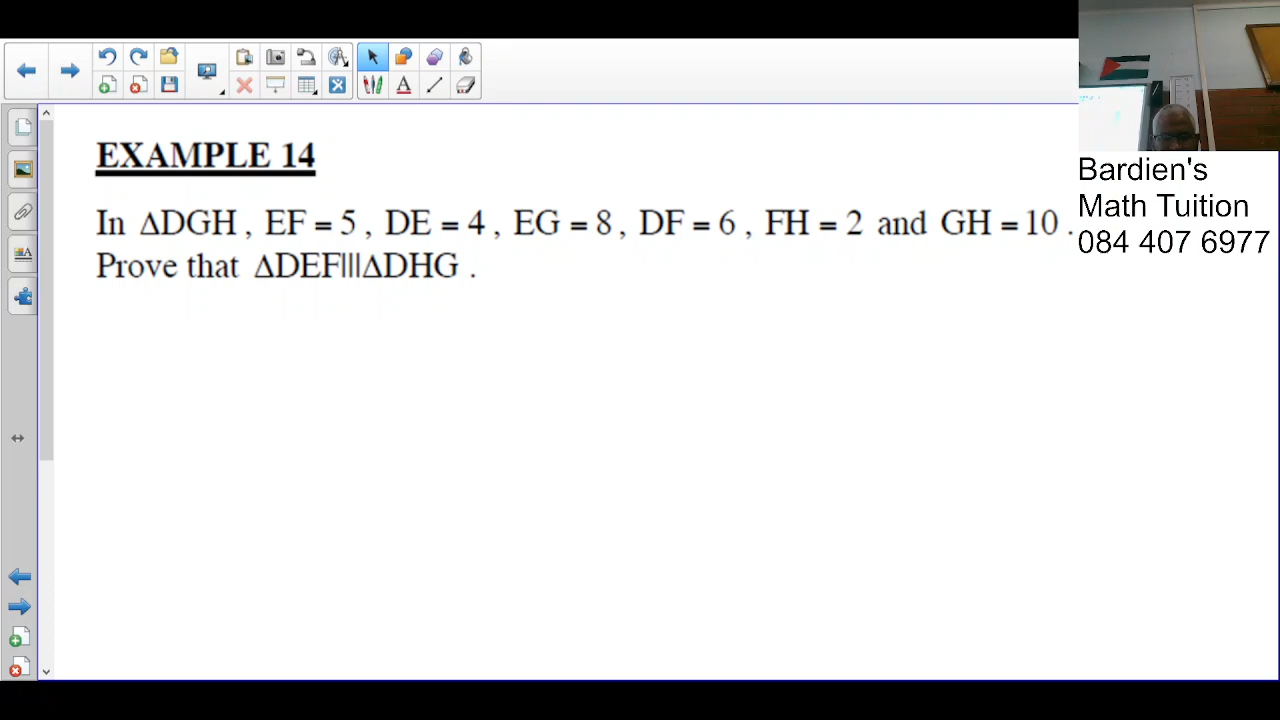 EXAMPLE 14
In ΔDGH , EF = 5 , DE = 4 , EG = 8 , DF = 6 , FH = 2 and GH = 10 .
Prove that ΔDEF|||ΔDHG .
Bardien's
Math Tuition
084 407 6977